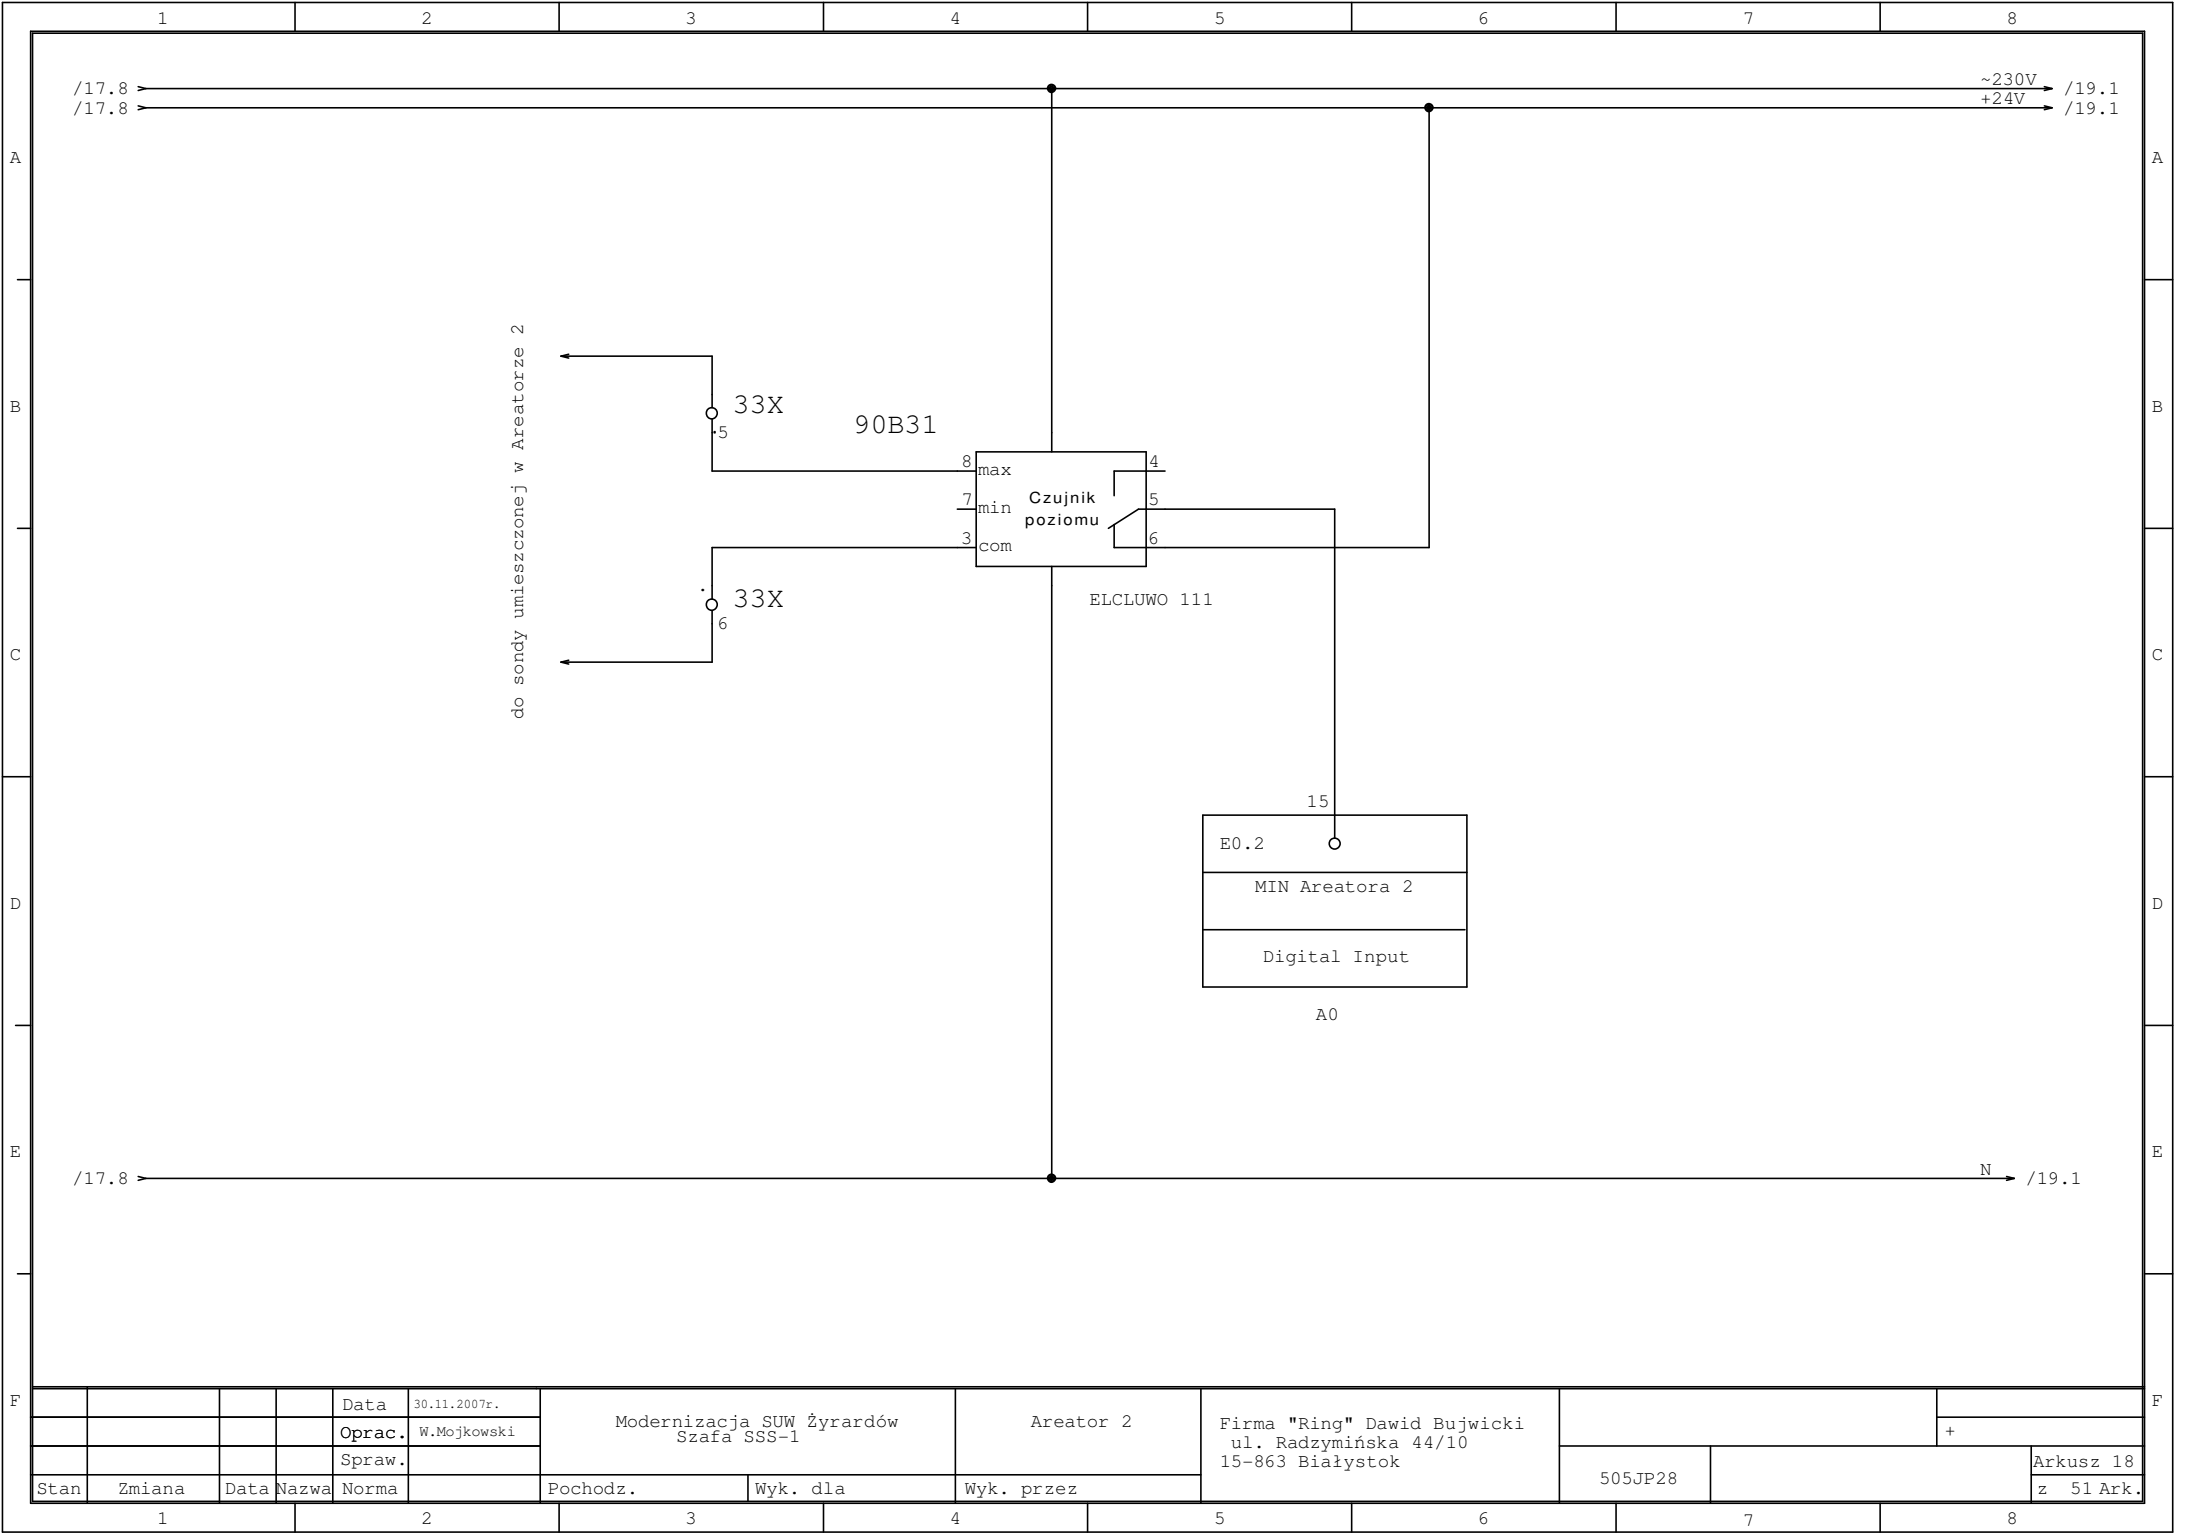 1 2 3 4 5 6 7 8
/17.8 ~230V /19.1
/17.8 +24V /19.1
A A
B B
do sondy umieszczonej w Areatorze 2
33X
5
90B31
8 max 4
7 min Czujnik 5
poziomu
3 com 6
33X
6
ELCLUWO 111
C C
15
E0.2
MIN Areatora 2
Digital Input
A0
D D
E E
/17.8 N /19.1
F F
Data 30.11.2007r.
Oprac. W.Mojkowski
Spraw.
Stan Zmiana Data Nazwa Norma
Modernizacja SUW Żyrardów
Szafa SSS-1
Pochodz. Wyk. dla
Areator 2
Wyk. przez
Firma "Ring" Dawid Bujwicki
ul. Radzymińska 44/10
15-863 Białystok
505JP28
+
Arkusz 18
z 51 Ark.
1 2 3 4 5 6 7 8